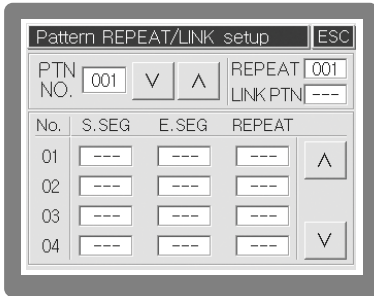 Pattern REPEAT/LINK setup ESC
PTN NO. 001 V Λ REPEAT 001
LINK PTN ---
No. S.SEG E.SEG REPEAT
01 --- --- --- Λ
02 --- --- ---
03 --- --- ---
04 --- --- --- V